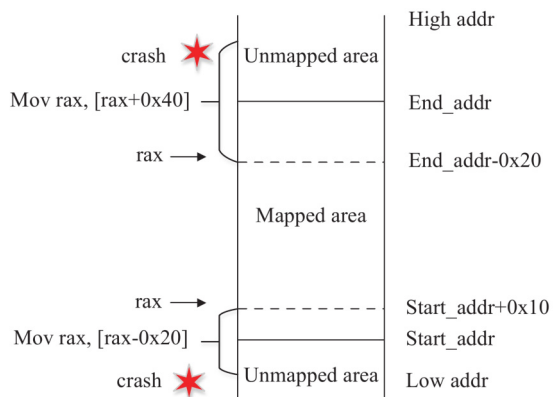 High addr
crash
Unmapped area
Mov rax, [rax+0x40]
End_addr
rax
End_addr-0x20
Mapped area
rax
Start_addr+0x10
Mov rax, [rax-0x20]
Start_addr
crash
Unmapped area
Low addr